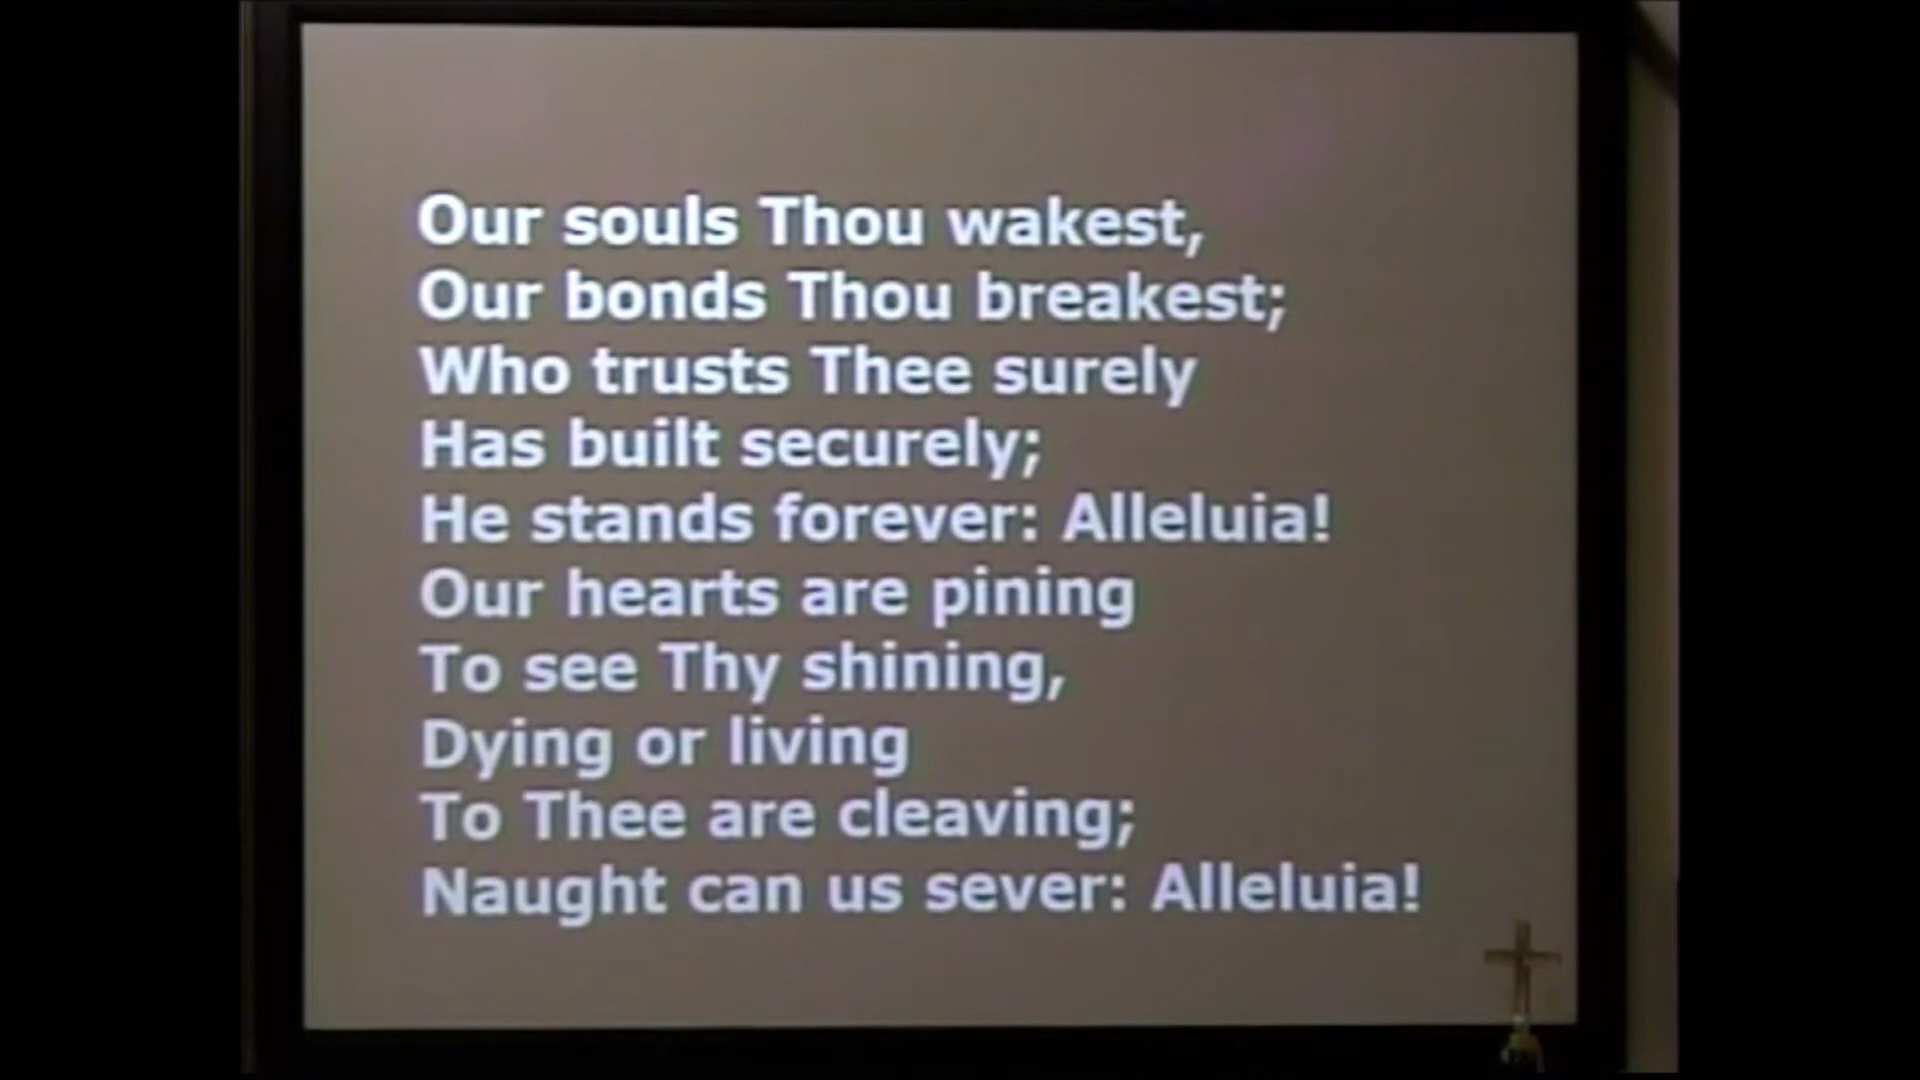 Our souls Thou wakest,
Our bonds Thou breakest;
Who trusts Thee surely
Has built securely;
He stands forever: Alleluia!
Our hearts are pining
To see Thy shining,
Dying or living
To Thee are cleaving;
Naught can us sever: Alleluia!